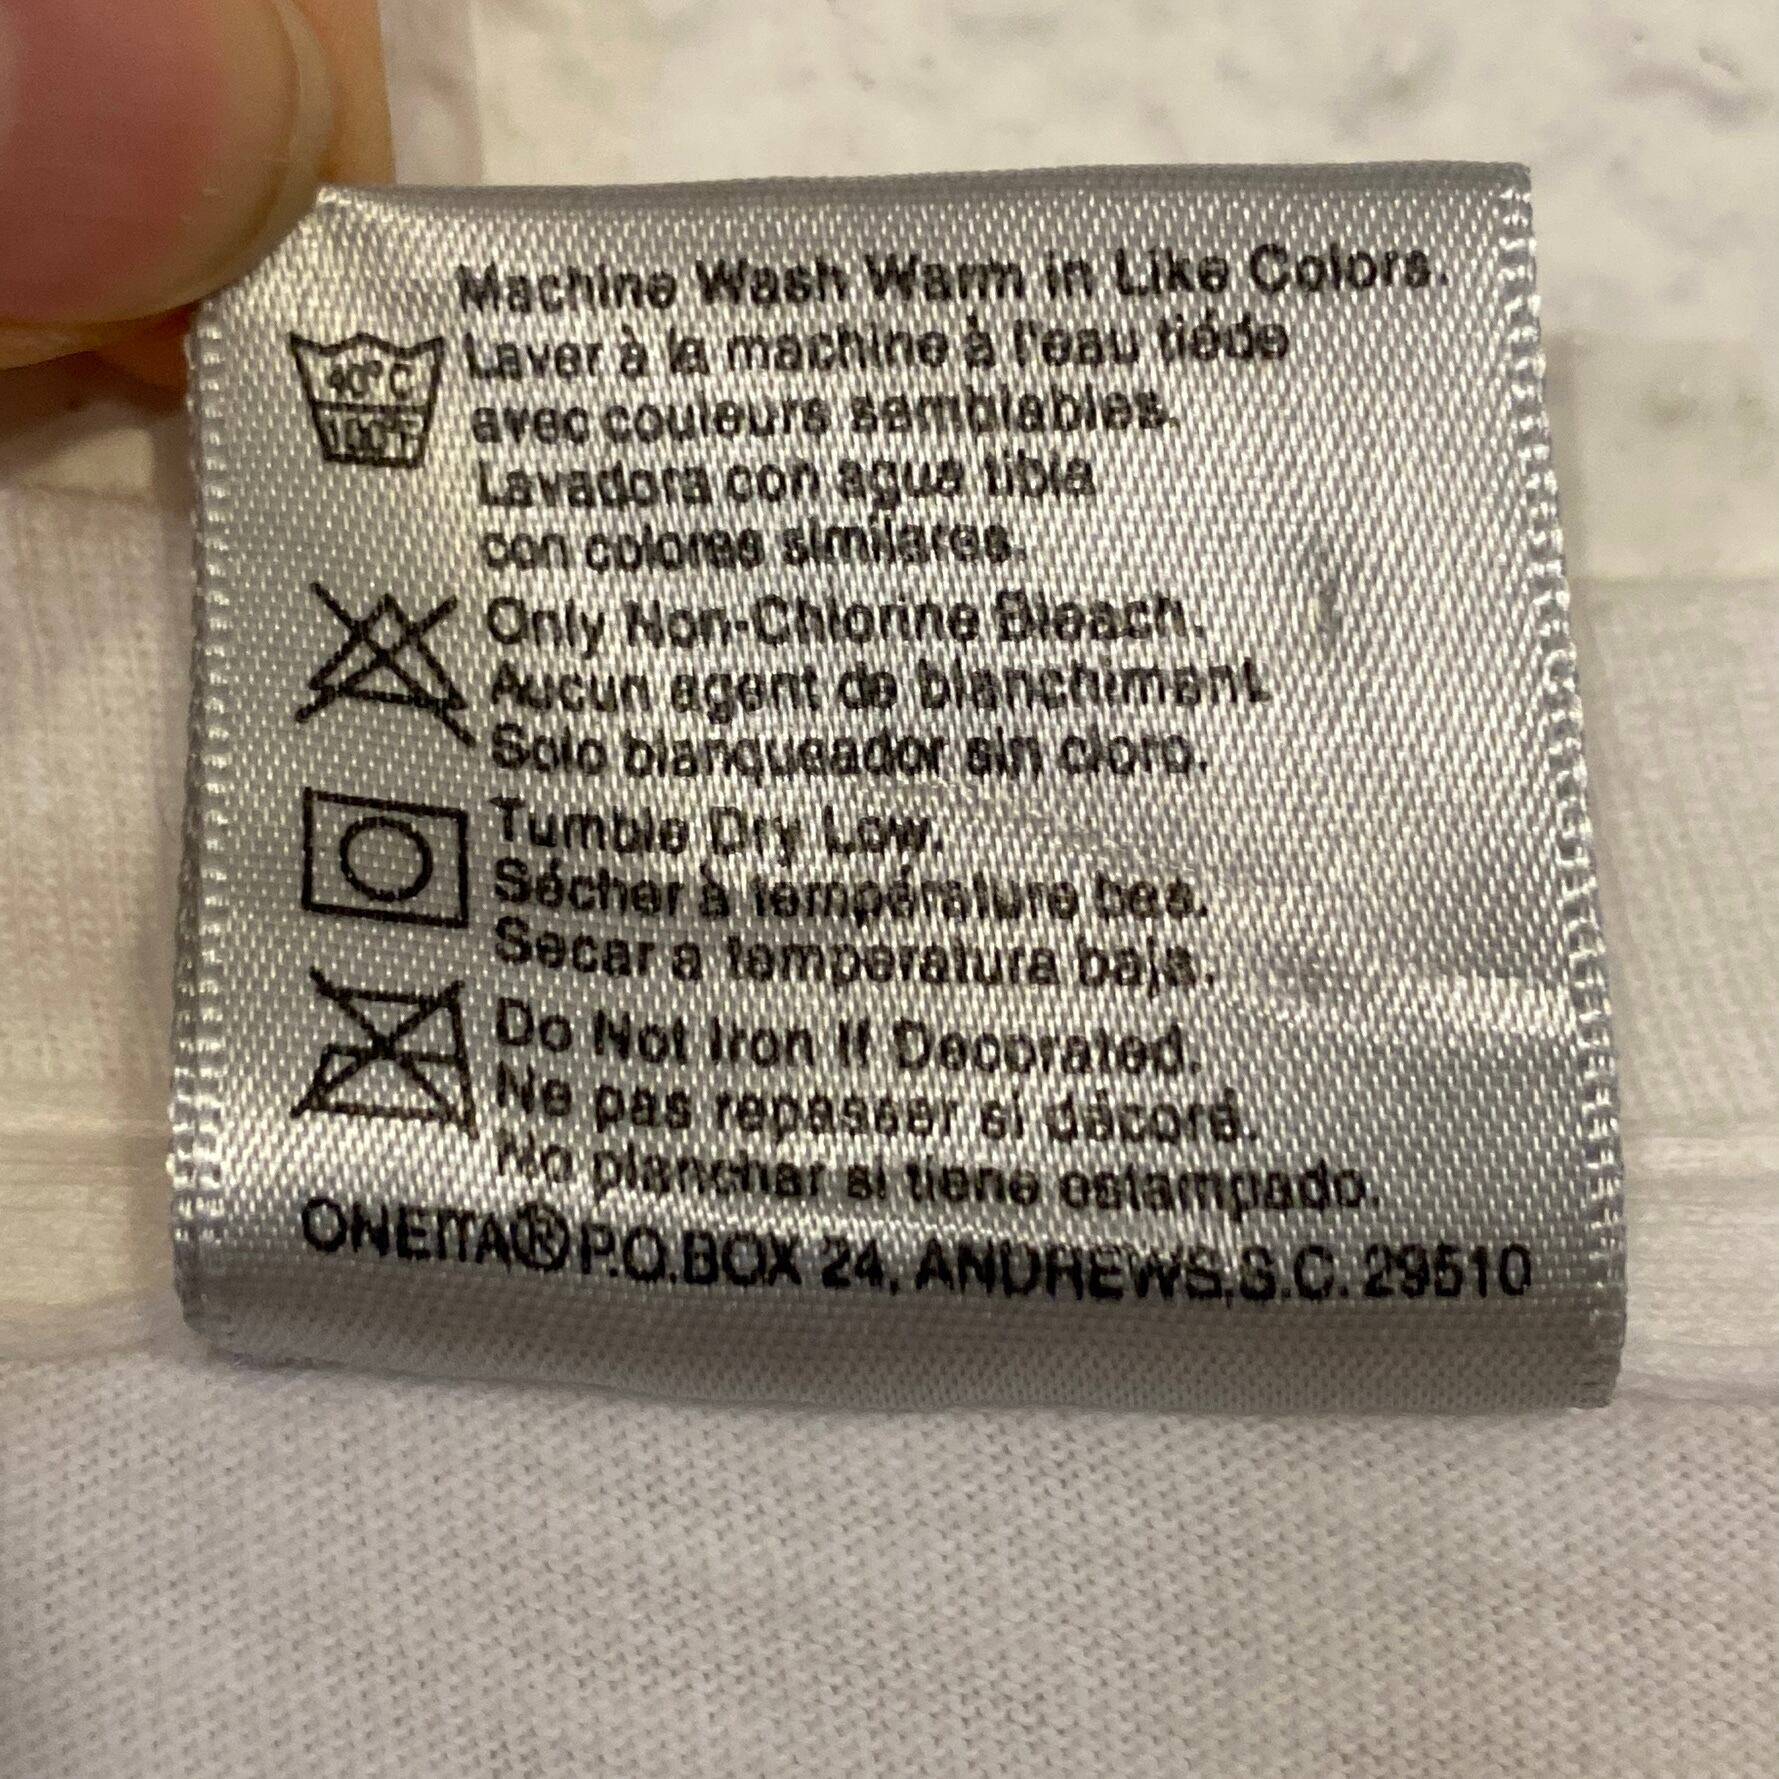 Machine Wash Warm in Like Colors.
40°C
100°F
Laver à la machine à l'eau tiéde
avec couleurs semblables.
Lavadora con agua tibia
con colores similares.
Only Non-Chlorine Bleach.
Aucun agent de blanchiment
Solo blanqueador sin cloro.
Tumble Dry Low.
Sécher à température bas.
Secar a temperatura baja.
Do Not Iron If Decorated.
Ne pas repasser si décoré.
No planchar si tiene estampado.
ONEITA® P.O.BOX 24, ANDREWS,S.C. 29510